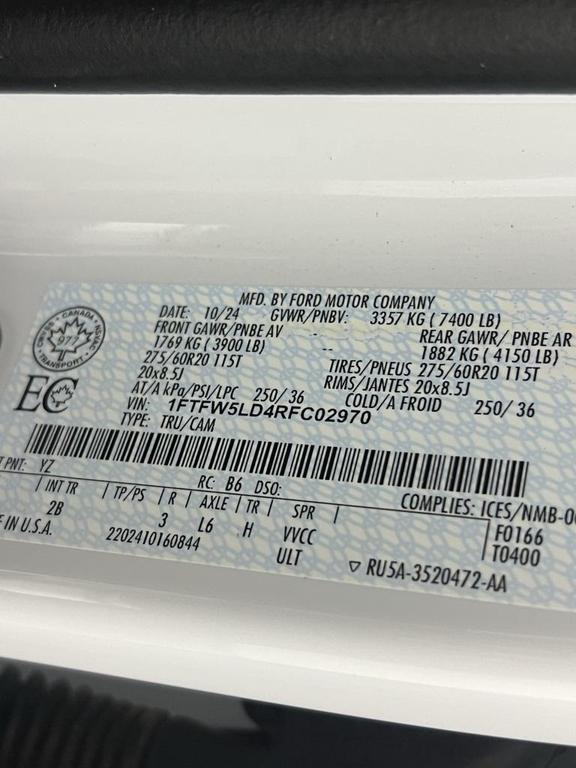 MFD. BY FORD MOTOR COMPANY
DATE: 10/24 GVWR/PNBV: 3357 KG ( 7400 LB)
FRONT GAWR/PNBE AV REAR GAWR/ PNBE AR
1769 KG ( 3900 LB) 1882 KG ( 4150 LB)
275/60R20 115T TIRES/PNEUS 275/60R20 115T
20x8.5J RIMS/JANTES 20x8.5J
AT/A kPa/PSI/LPC 250/ 36 COLD/A FROID 250/ 36
VIN: 1FTFW5LD4RFC02970
TYPE: TRU/CAM
CANADA
TRANSPORT
977
EC
PNT: YZ RC: B6 DSO: COMPLIES: ICES/NMB-
INT TR TP/PS R AXLE TR SPR F0166
2B 3 L6 H VVCC T0400
IN U.S.A. 2202410160844 ULT ▽ RU5A-3520472-AA